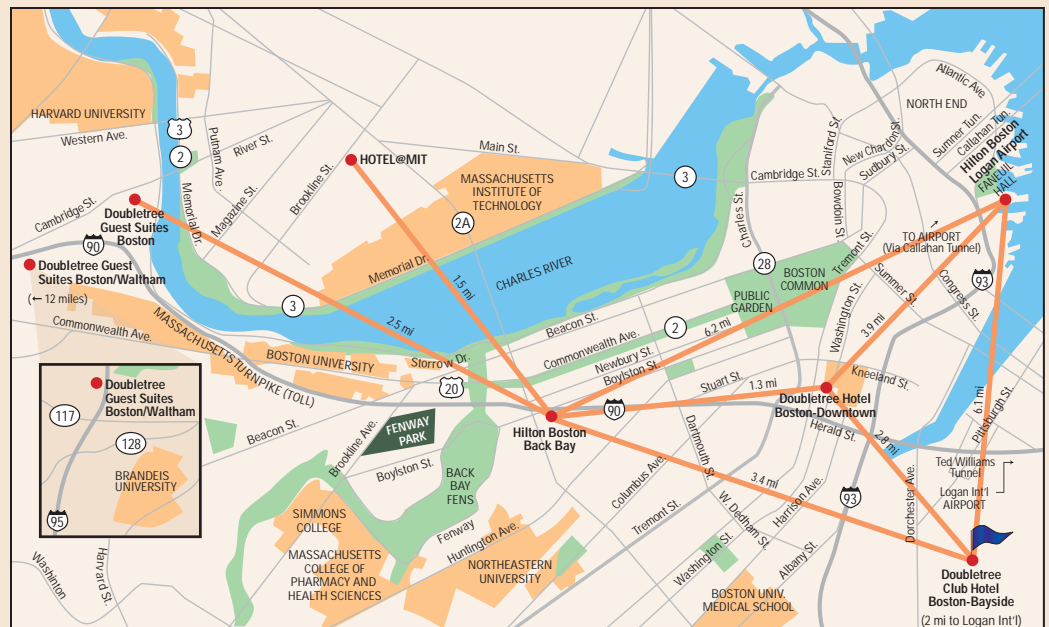 HARVARD UNIVERSITY
Western Ave.
3
2
Putnam Ave.
River St.
Magazine St.
Brookline St.
HOTEL@MIT
Main St.
MASSACHUSETTS
INSTITUTE OF
TECHNOLOGY
2A
3
Cambridge St.
Charles St.
Staniford St.
New Chardon St.
Sudbury St.
Bowdoin St.
Atlantic Ave
NORTH END
Sumner Tun.
Callahan Tun.
Hilton Boston
Logan Airport
FANEUIL
HALL
Cambridge St.
Doubletree
Guest Suites
Boston
Memorial Dr.
90
Doubletree Guest
Suites Boston/Waltham
(← 12 miles)
Commonwealth Ave.
MASSACHUSETTS TURNPIKE (TOLL)
3
Memorial Dr.
1.5 mi
CHARLES RIVER
2.5 mi
BOSTON UNIVERSITY
Storrow Dr.
20
Beacon St.
Commonwealth Ave.
Newbury St.
Boylston St.
2
6.2 mi
28
BOSTON
COMMON
PUBLIC
GARDEN
Tremont St.
Washington St.
TO AIRPORT
(Via Callahan Tunnel)
Summer St.
Congress St.
93
3.9 mi
6.1 mi
Pittsburgh St.
Kneeland St.
Stuart St.
1.3 mi
Doubletree Hotel
Boston-Downtown
Herald St.
2.8 mi
90
Hilton Boston
Back Bay
Doubletree
Guest Suites
Boston/Waltham
117
128
BRANDEIS
UNIVERSITY
95
Beacon St.
Brookline Ave.
FENWAY
PARK
Boylston St.
BACK
BAY
FENS
Fenway
Huntington Ave.
SIMMONS
COLLEGE
MASSACHUSETTS
COLLEGE OF
PHARMACY AND
HEALTH SCIENCES
NORTHEASTERN
UNIVERSITY
Columbus Ave.
Tremont St.
Dartmouth St.
W. Dedham St.
3.4 mi
Harrison Ave.
Washington St.
Albany St.
BOSTON UNIV.
MEDICAL SCHOOL
93
Dorchester Ave.
Ted Williams
Tunnel
Logan Int'l
AIRPORT
Doubletree
Club Hotel
Boston-Bayside
(2 mi to Logan Int'l)
Washinton
Harvard St.